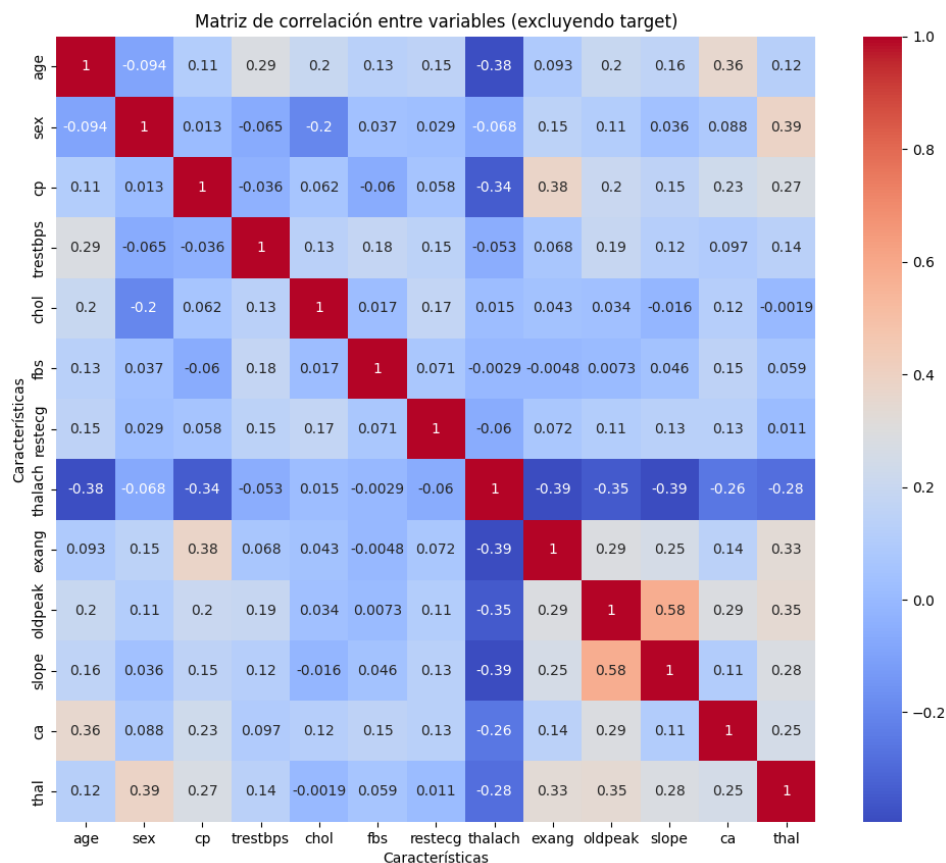 Matriz de correlación entre variables (excluyendo target)
age 1 -0.094 0.11 0.29 0.2 0.13 0.15 -0.38 0.093 0.2 0.16 0.36 0.12
sex -0.094 1 0.013 -0.065 -0.2 0.037 0.029 -0.068 0.15 0.11 0.036 0.088 0.39
cp 0.11 0.013 1 -0.036 0.062 -0.06 0.058 -0.34 0.38 0.2 0.15 0.23 0.27
trestbps 0.29 -0.065 -0.036 1 0.13 0.18 0.15 -0.053 0.068 0.19 0.12 0.097 0.14
chol 0.2 -0.2 0.062 0.13 1 0.017 0.17 0.015 0.043 0.034 -0.016 0.12 -0.0019
fbs 0.13 0.037 -0.06 0.18 0.017 1 0.071 -0.0029 -0.0048 0.0073 0.046 0.15 0.059
restecg 0.15 0.029 0.058 0.15 0.17 0.071 1 -0.06 0.072 0.11 0.13 0.13 0.011
thalach -0.38 -0.068 -0.34 -0.053 0.015 -0.0029 -0.06 1 -0.39 -0.35 -0.39 -0.26 -0.28
exang 0.093 0.15 0.38 0.068 0.043 -0.0048 0.072 -0.39 1 0.29 0.25 0.14 0.33
oldpeak 0.2 0.11 0.2 0.19 0.034 0.0073 0.11 -0.35 0.29 1 0.58 0.29 0.35
slope 0.16 0.036 0.15 0.12 -0.016 0.046 0.13 -0.39 0.25 0.58 1 0.11 0.28
ca 0.36 0.088 0.23 0.097 0.12 0.15 0.13 -0.26 0.14 0.29 0.11 1 0.25
thal 0.12 0.39 0.27 0.14 -0.0019 0.059 0.011 -0.28 0.33 0.35 0.28 0.25 1
age sex cp trestbps chol fbs restecg thalach exang oldpeak slope ca thal
Características
Características
1.0
0.8
0.6
0.4
0.2
0.0
−0.2